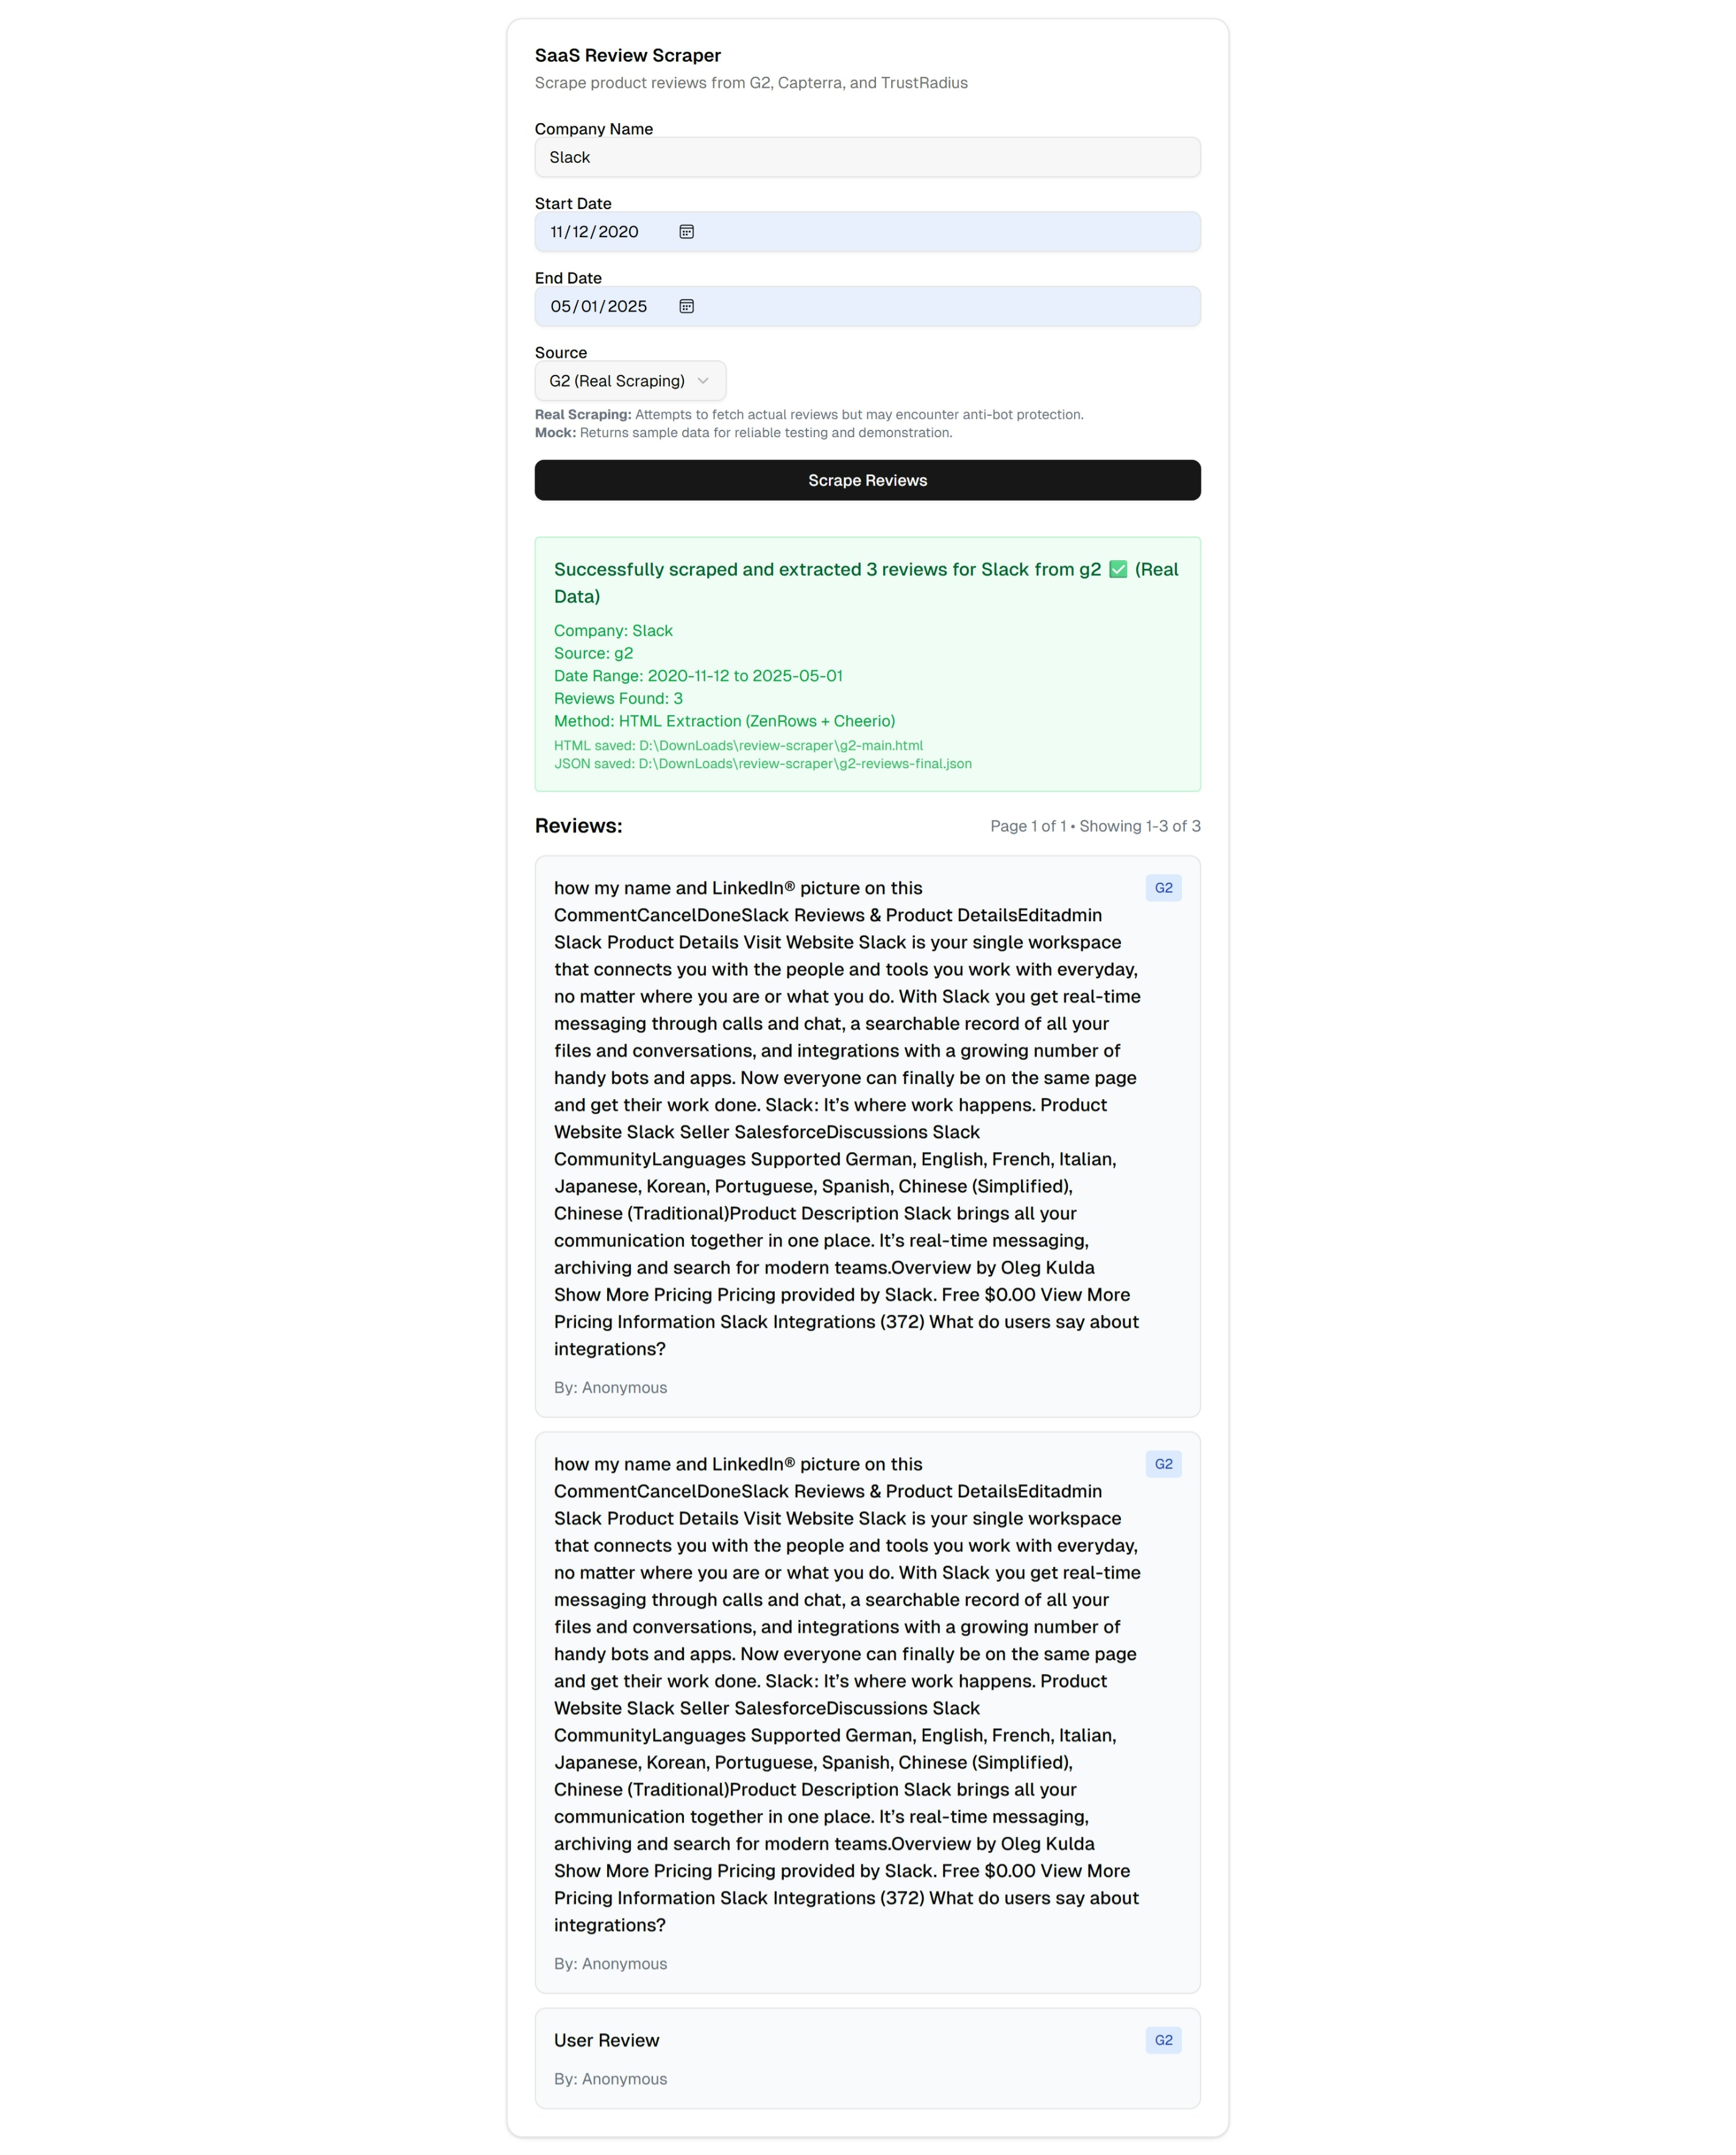 SaaS Review Scraper
Scrape product reviews from G2, Capterra, and TrustRadius
Company Name
Slack
Start Date
11/12/2020
End Date
05/01/2025
Source
G2 (Real Scraping)
Real Scraping: Attempts to fetch actual reviews but may encounter anti-bot protection.
Mock: Returns sample data for reliable testing and demonstration.
Scrape Reviews
Successfully scraped and extracted 3 reviews for Slack from g2 ✅ (Real
Data)
Company: Slack
Source: g2
Date Range: 2020-11-12 to 2025-05-01
Reviews Found: 3
Method: HTML Extraction (ZenRows + Cheerio)
HTML saved: D:\DownLoads\review-scraper\g2-main.html
JSON saved: D:\DownLoads\review-scraper\g2-reviews-final.json
Reviews:
Page 1 of 1 • Showing 1-3 of 3
how my name and LinkedIn® picture on this
G2
CommentCancelDoneSlack Reviews & Product DetailsEditadmin
Slack Product Details Visit Website Slack is your single workspace
that connects you with the people and tools you work with everyday,
no matter where you are or what you do. With Slack you get real-time
messaging through calls and chat, a searchable record of all your
files and conversations, and integrations with a growing number of
handy bots and apps. Now everyone can finally be on the same page
and get their work done. Slack: It’s where work happens. Product
Website Slack Seller SalesforceDiscussions Slack
CommunityLanguages Supported German, English, French, Italian,
Japanese, Korean, Portuguese, Spanish, Chinese (Simplified),
Chinese (Traditional)Product Description Slack brings all your
communication together in one place. It’s real-time messaging,
archiving and search for modern teams.Overview by Oleg Kulda
Show More Pricing Pricing provided by Slack. Free $0.00 View More
Pricing Information Slack Integrations (372) What do users say about
integrations?
By: Anonymous
how my name and LinkedIn® picture on this
G2
CommentCancelDoneSlack Reviews & Product DetailsEditadmin
Slack Product Details Visit Website Slack is your single workspace
that connects you with the people and tools you work with everyday,
no matter where you are or what you do. With Slack you get real-time
messaging through calls and chat, a searchable record of all your
files and conversations, and integrations with a growing number of
handy bots and apps. Now everyone can finally be on the same page
and get their work done. Slack: It’s where work happens. Product
Website Slack Seller SalesforceDiscussions Slack
CommunityLanguages Supported German, English, French, Italian,
Japanese, Korean, Portuguese, Spanish, Chinese (Simplified),
Chinese (Traditional)Product Description Slack brings all your
communication together in one place. It’s real-time messaging,
archiving and search for modern teams.Overview by Oleg Kulda
Show More Pricing Pricing provided by Slack. Free $0.00 View More
Pricing Information Slack Integrations (372) What do users say about
integrations?
By: Anonymous
User Review
G2
By: Anonymous